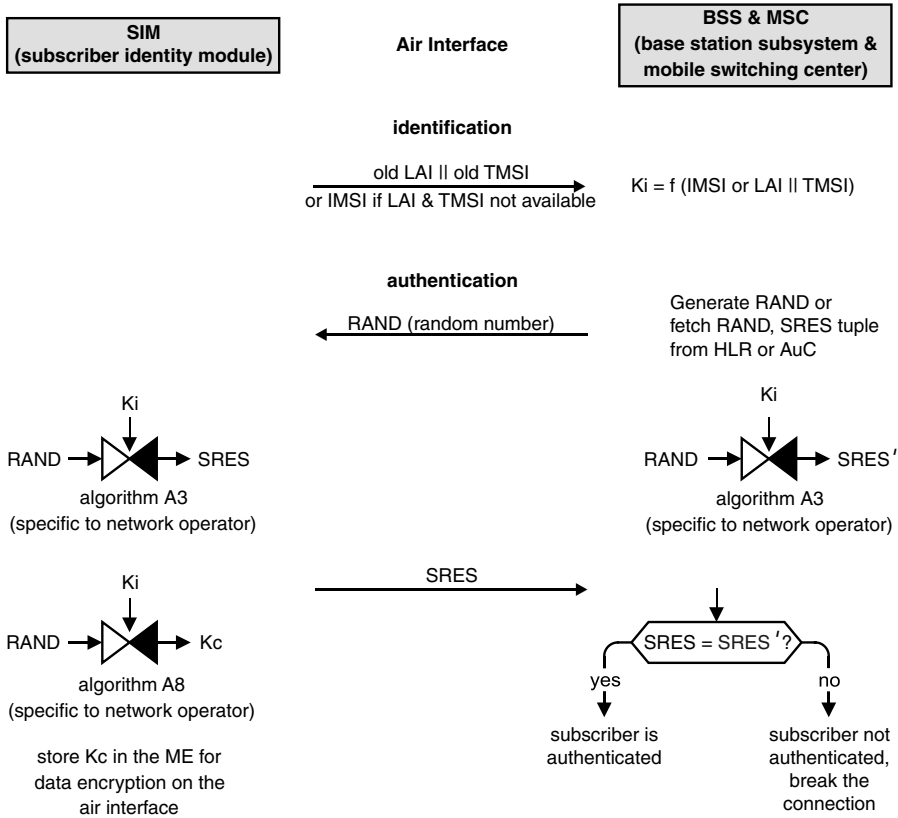 SIM
(subscriber identity module)
Air Interface
BSS & MSC
(base station subsystem &
mobile switching center)
identification
old LAI || old TMSI
or IMSI if LAI & TMSI not available
Ki = f (IMSI or LAI || TMSI)
authentication
RAND (random number)
Generate RAND or
fetch RAND, SRES tuple
from HLR or AuC
Ki
RAND
SRES
algorithm A3
(specific to network operator)
Ki
RAND
SRES′
algorithm A3
(specific to network operator)
SRES
Ki
RAND
Kc
algorithm A8
(specific to network operator)
store Kc in the ME for
data encryption on the
air interface
SRES = SRES′?
yes
no
subscriber is
authenticated
subscriber not
authenticated,
break the
connection